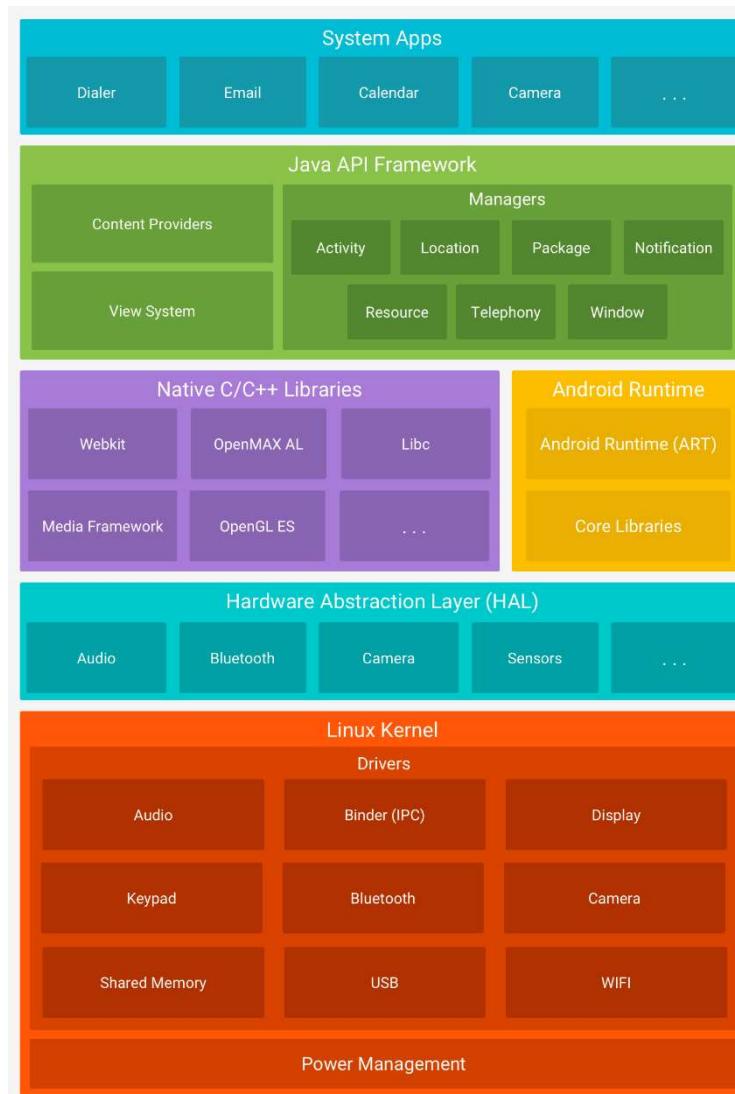 System Apps
Dialer
Email
Calendar
Camera
. . .
Java API Framework
Content Providers
View System
Managers
Activity
Location
Package
Notification
Resource
Telephony
Window
Native C/C++ Libraries
Webkit
OpenMAX AL
Libc
Media Framework
OpenGL ES
. . .
Android Runtime
Android Runtime (ART)
Core Libraries
Hardware Abstraction Layer (HAL)
Audio
Bluetooth
Camera
Sensors
. . .
Linux Kernel
Drivers
Audio
Binder (IPC)
Display
Keypad
Bluetooth
Camera
Shared Memory
USB
WIFI
Power Management